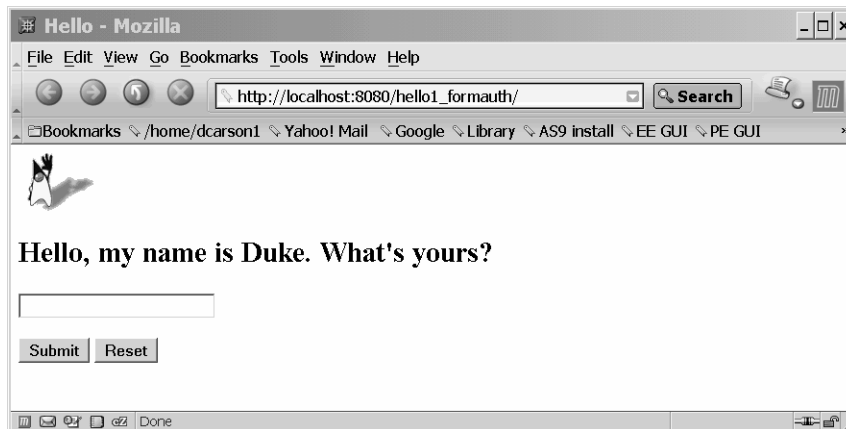 Hello - Mozilla
File Edit View Go Bookmarks Tools Window Help
http://localhost:8080/hello1_formauth/ Search
Bookmarks /home/dcarson1 Yahoo! Mail Google Library AS9 install EE GUI PE GUI
Hello, my name is Duke. What's yours?
Submit Reset
Done